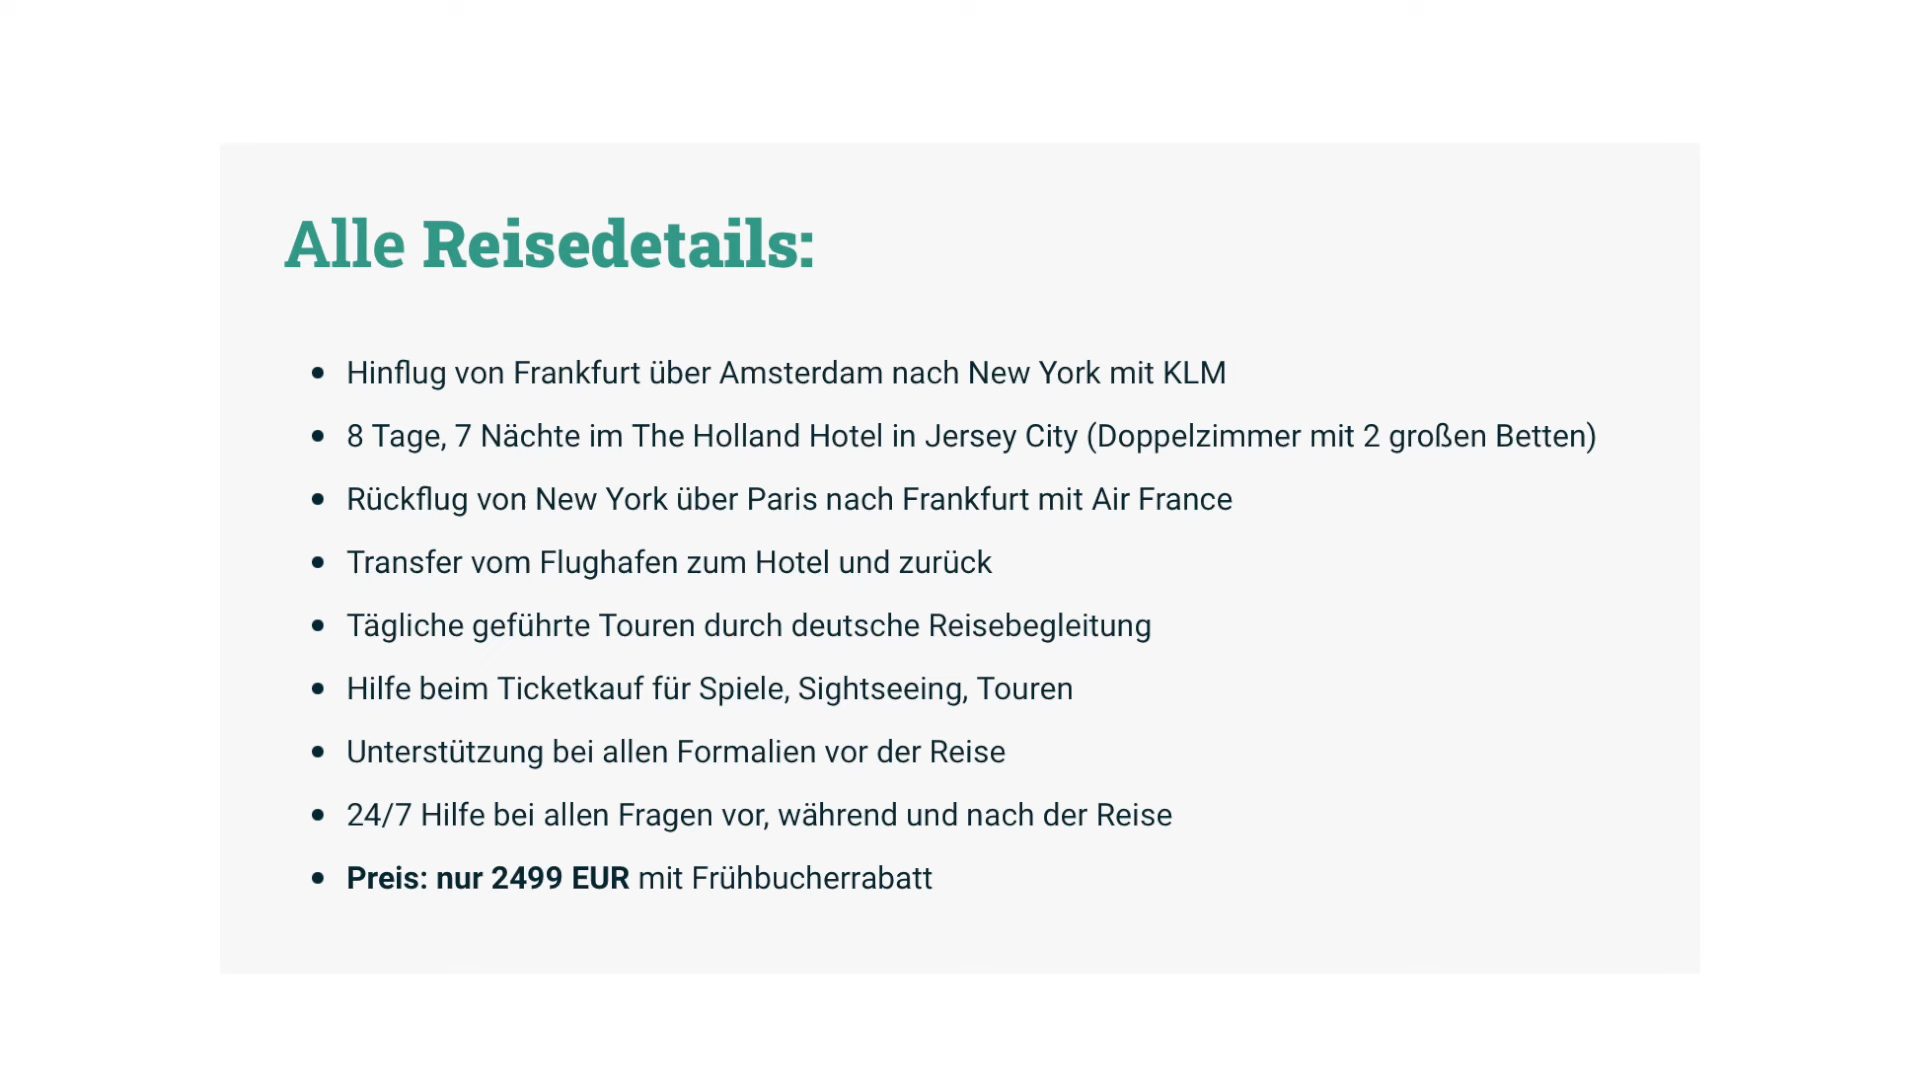 Alle Reisedetails:
Hinflug von Frankfurt über Amsterdam nach New York mit KLM
8 Tage, 7 Nächte im The Holland Hotel in Jersey City (Doppelzimmer mit 2 großen Betten)
Rückflug von New York über Paris nach Frankfurt mit Air France
Transfer vom Flughafen zum Hotel und zurück
Tägliche geführte Touren durch deutsche Reisebegleitung
Hilfe beim Ticketkauf für Spiele, Sightseeing, Touren
Unterstützung bei allen Formalien vor der Reise
24/7 Hilfe bei allen Fragen vor, während und nach der Reise
Preis: nur 2499 EUR mit Frühbucherrabatt